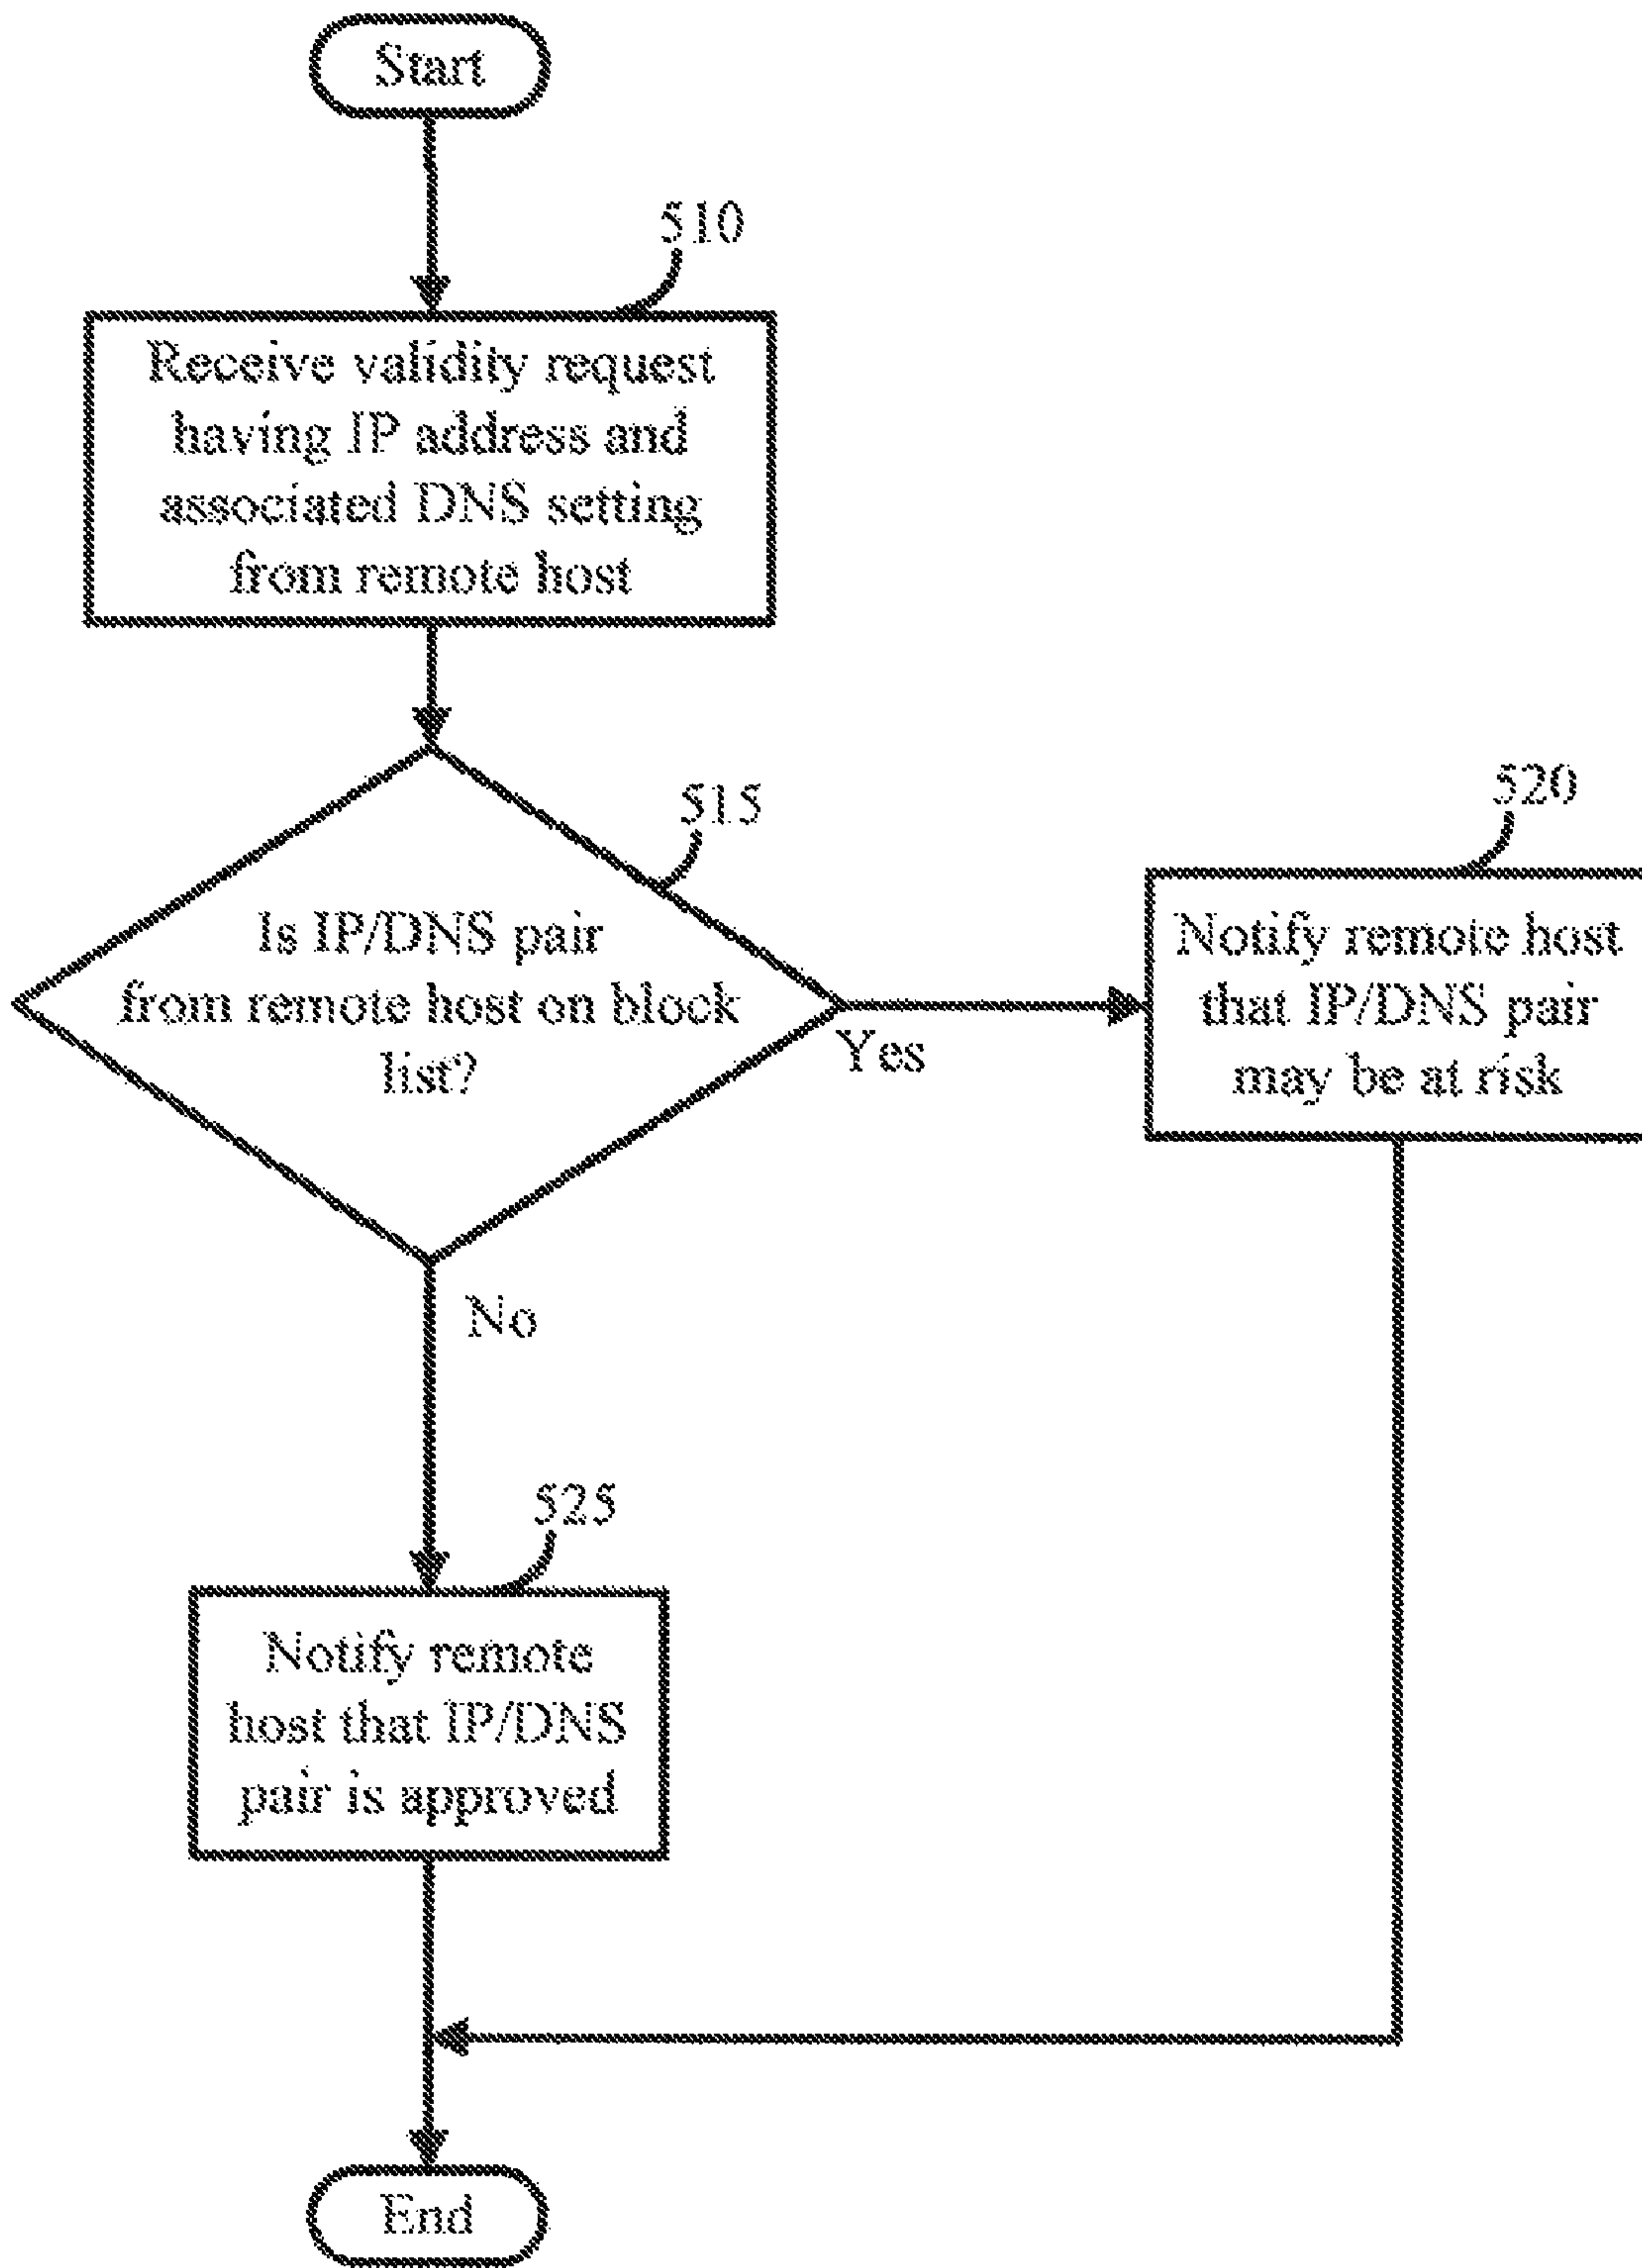 Start
510
Receive validity request
having IP address and
associated DNS setting
from remote host
515
Is IP/DNS pair
from remote host on block
list?
Yes
520
Notify remote host
that IP/DNS pair
may be at risk
No
525
Notify remote
host that IP/DNS
pair is approved
End